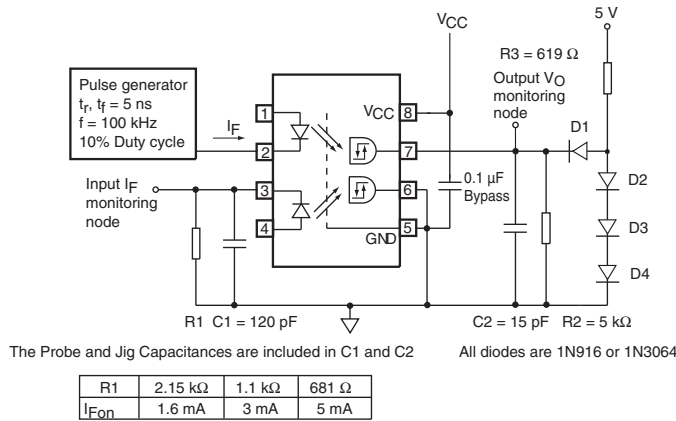 VCC
5 V
R3 = 619 Ω
Output VO
monitoring
node
D1
Pulse generator
tr, tf = 5 ns
f = 100 kHz
10% Duty cycle
IF
1
2
3
4
VCC
8
7
6
5
GND
0.1 µF
Bypass
D2
D3
D4
Input IF
monitoring
node
R1 C1 = 120 pF
C2 = 15 pF R2 = 5 kΩ
The Probe and Jig Capacitances are included in C1 and C2
All diodes are 1N916 or 1N3064
R1 2.15 kΩ 1.1 kΩ 681 Ω
IFon 1.6 mA 3 mA 5 mA